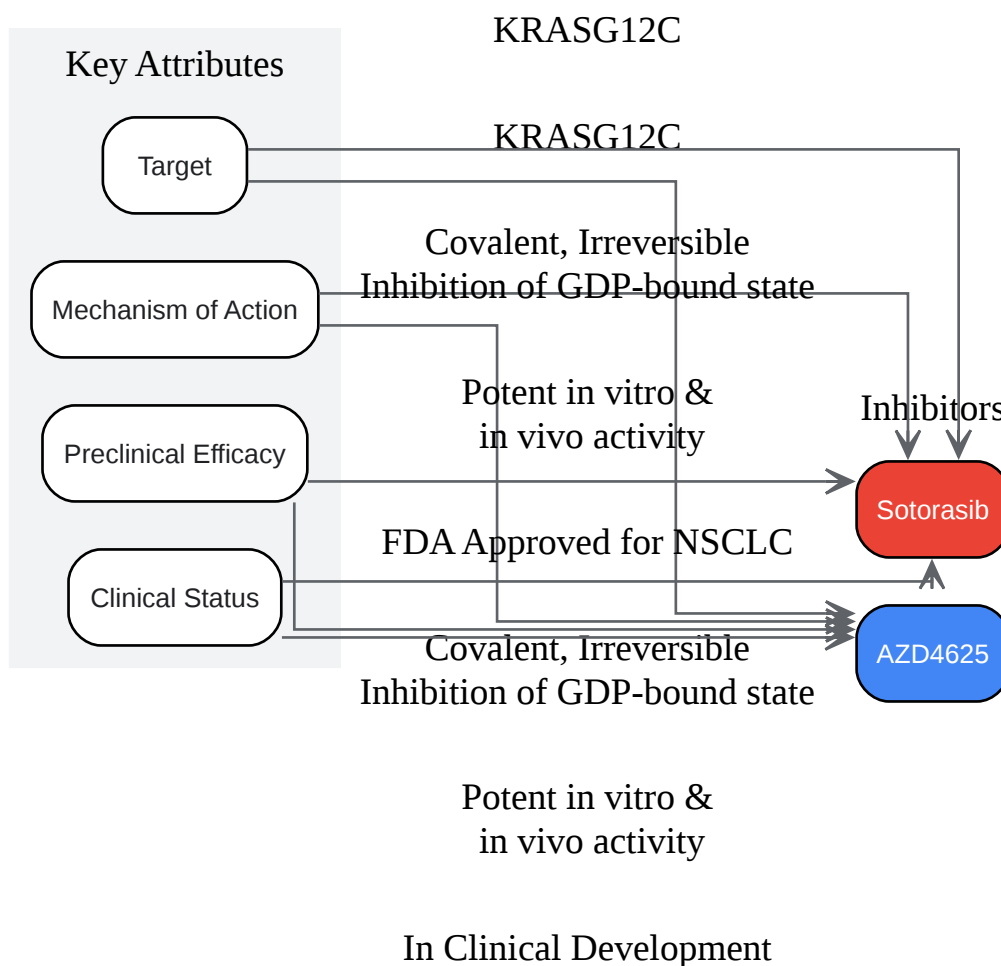 KRASG12C
Key Attributes
KRASG12C
Target
Covalent, Irreversible
Inhibition of GDP-bound state
Mechanism of Action
Potent in vitro &
in vivo activity
Inhibitors
Preclinical Efficacy
Sotorasib
FDA Approved for NSCLC
Clinical Status
Covalent, Irreversible
Inhibition of GDP-bound state
AZD4625
Potent in vitro &
in vivo activity
In Clinical Development